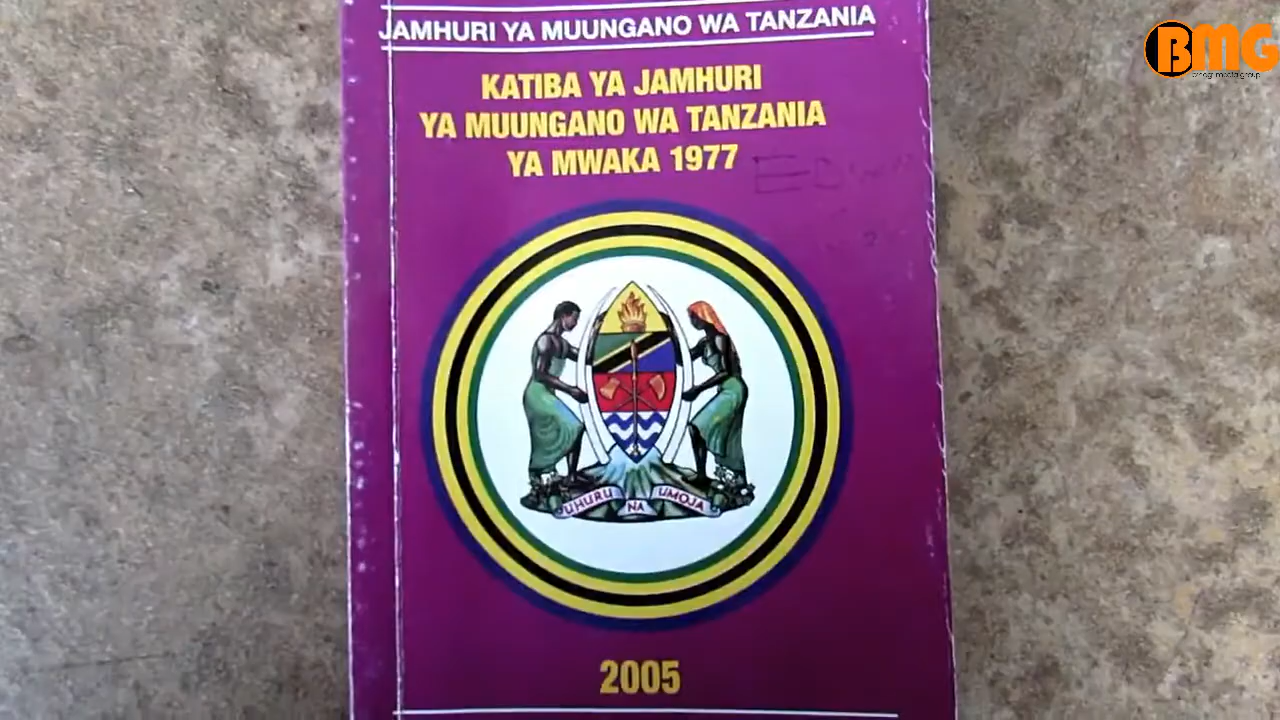 JAMHURI YA MUUNGANO WA TANZANIA
KATIBA YA JAMHURI
YA MUUNGANO WA TANZANIA
YA MWAKA 1977
UHURU NA UMOJA
2005
BMG